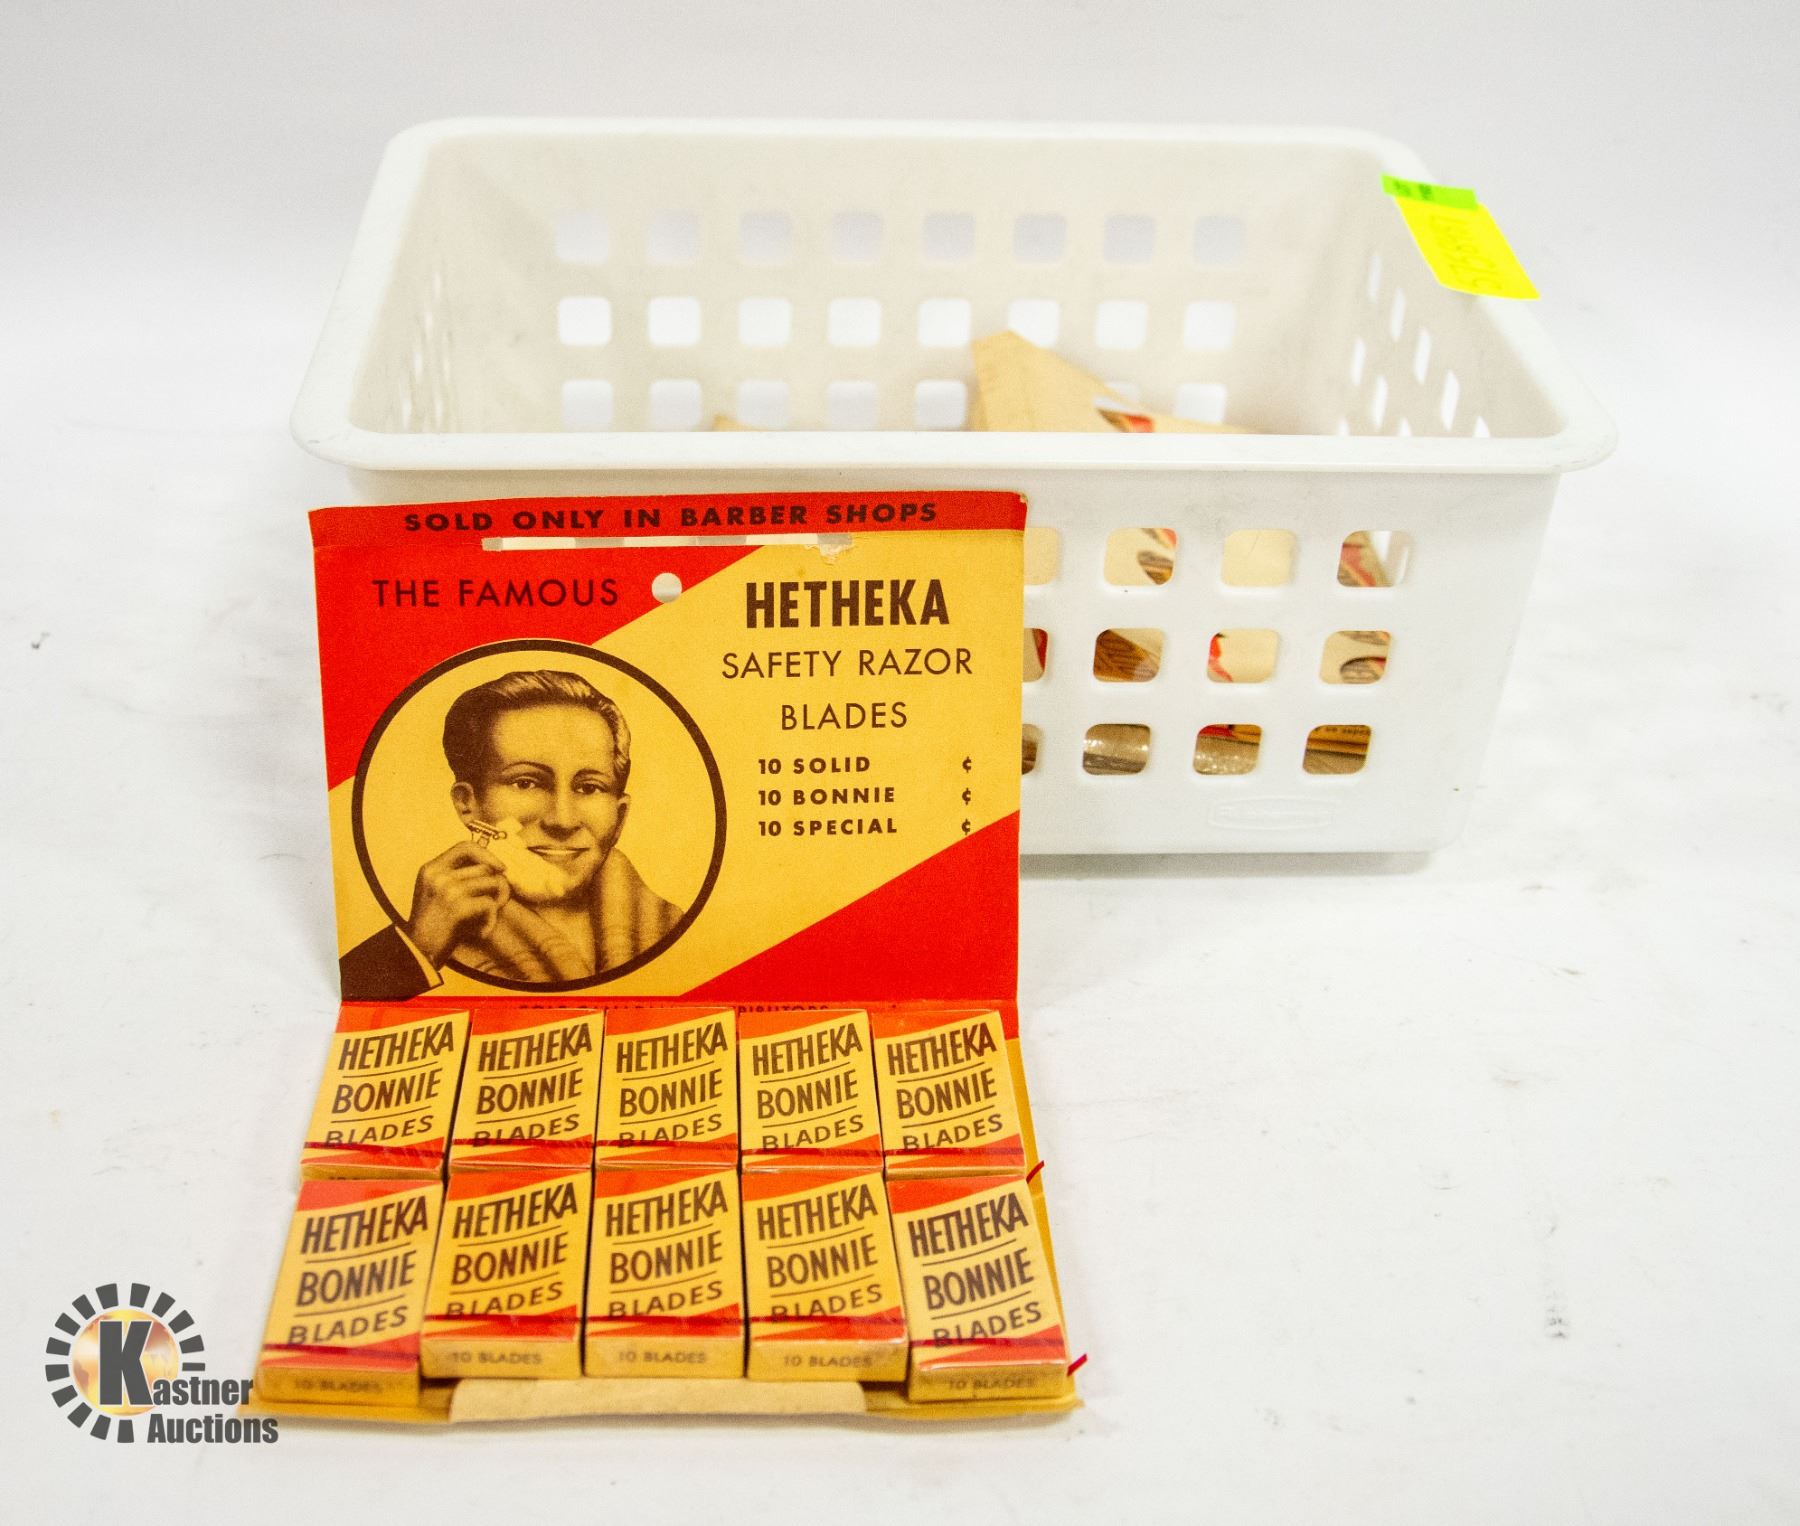 5758967
SOLD ONLY IN BARBER SHOPS
THE FAMOUS
HETHEKA
SAFETY RAZOR
BLADES
10 SOLID ¢
10 BONNIE ¢
10 SPECIAL ¢
HETHEKA
BONNIE
BLADES
HETHEKA
BONNIE
BLADES
HETHEKA
BONNIE
BLADES
HETHEKA
BONNIE
BLADES
HETHEKA
BONNIE
BLADES
HETHEKA
BONNIE
BLADES
10 BLADES
HETHEKA
BONNIE
BLADES
10 BLADES
HETHEKA
BONNIE
BLADES
10 BLADES
HETHEKA
BONNIE
BLADES
10 BLADES
HETHEKA
BONNIE
BLADES
10 BLADES
Kastner
Auctions